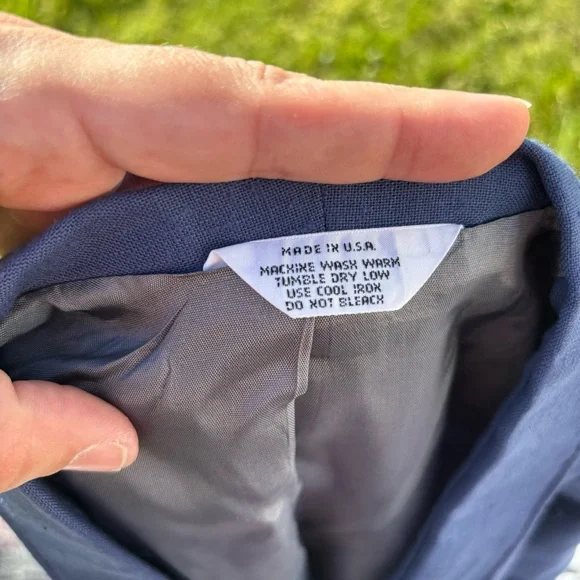 MADE IN U.S.A.
MACHINE WASH WARM
TUMBLE DRY LOW
USE COOL IRON
DO NOT BLEACH